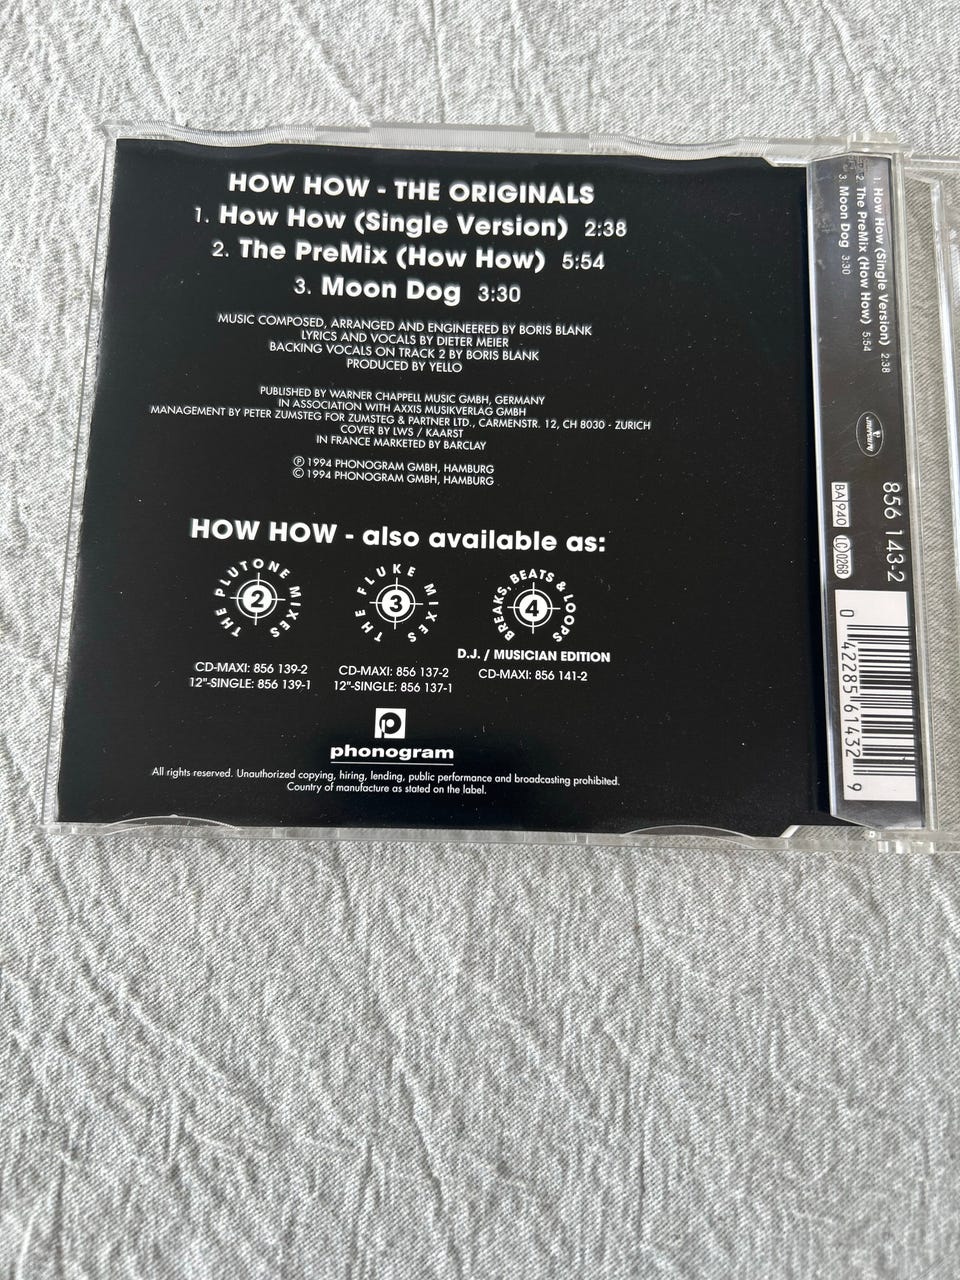 HOW HOW - THE ORIGINALS
1. How How (Single Version) 2:38
2. The PreMix (How How) 5:54
3. Moon Dog 3:30
MUSIC COMPOSED, ARRANGED AND ENGINEERED BY BORIS BLANK
LYRICS AND VOCALS BY DIETER MEIER
BACKING VOCALS ON TRACK 2 BY BORIS BLANK
PRODUCED BY YELLO
PUBLISHED BY WARNER CHAPPELL MUSIC GMBH, GERMANY
IN ASSOCIATION WITH AXXIS MUSIKVERLAG GMBH
MANAGEMENT BY PETER ZUMSTEG FOR ZUMSTEG & PARTNER LTD., CARMENSTR. 12, CH 8030 - ZURICH
COVER BY LWS / KAARST
IN FRANCE MARKETED BY BARCLAY
℗ 1994 PHONOGRAM GMBH, HAMBURG
© 1994 PHONOGRAM GMBH, HAMBURG
HOW HOW - also available as:
THE PLUTONE MIXES
2
CD-MAXI: 856 139-2
12"-SINGLE: 856 139-1
THE FLUKE MIXES
3
CD-MAXI: 856 137-2
12"-SINGLE: 856 137-1
BREAKS, BEATS & LOOPS
4
D.J. / MUSICIAN EDITION
CD-MAXI: 856 141-2
p
phonogram
All rights reserved. Unauthorized copying, hiring, lending, public performance and broadcasting prohibited.
Country of manufacture as stated on the label.
1. How How (Single Version) 2:38
2. The PreMix (How How) 5:54
3. Moon Dog 3:30
mercury
856 143-2
BA 940
LC 0268
0 42285 61432 9